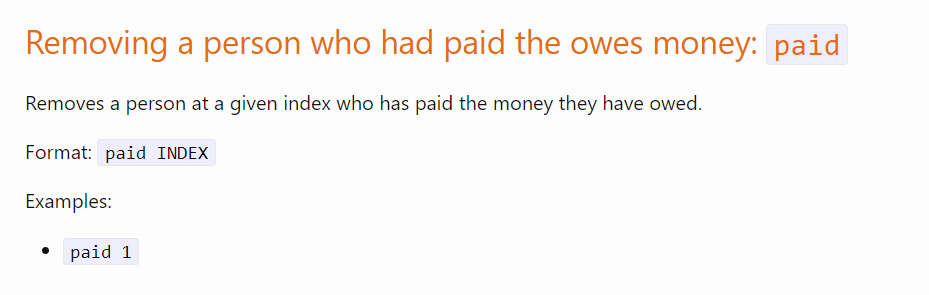 Removing a person who had paid the owes money: paid
Removes a person at a given index who has paid the money they have owed.
Format: paid INDEX
Examples:
• paid 1